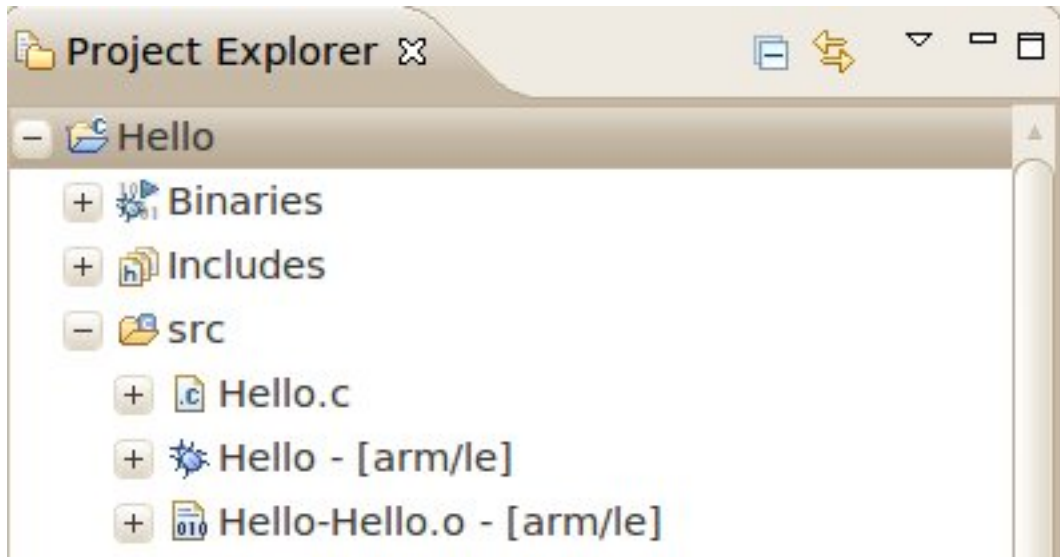 Project Explorer
Hello
Binaries
Includes
src
Hello.c
Hello - [arm/le]
Hello-Hello.o - [arm/le]